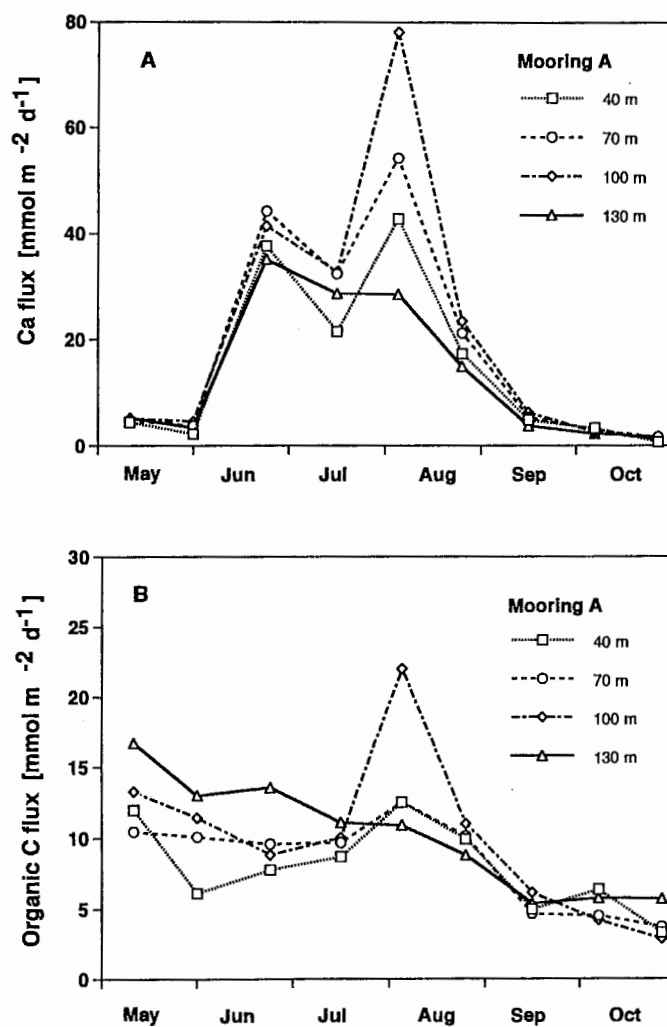 A
Mooring A
40 m
70 m
100 m
130 m
80
60
40
20
0
Ca flux [mmol m -2 d-1]
May Jun Jul Aug Sep Oct
B
Mooring A
40 m
70 m
100 m
130 m
30
25
20
15
10
5
0
Organic C flux [mmol m -2 d-1]
May Jun Jul Aug Sep Oct